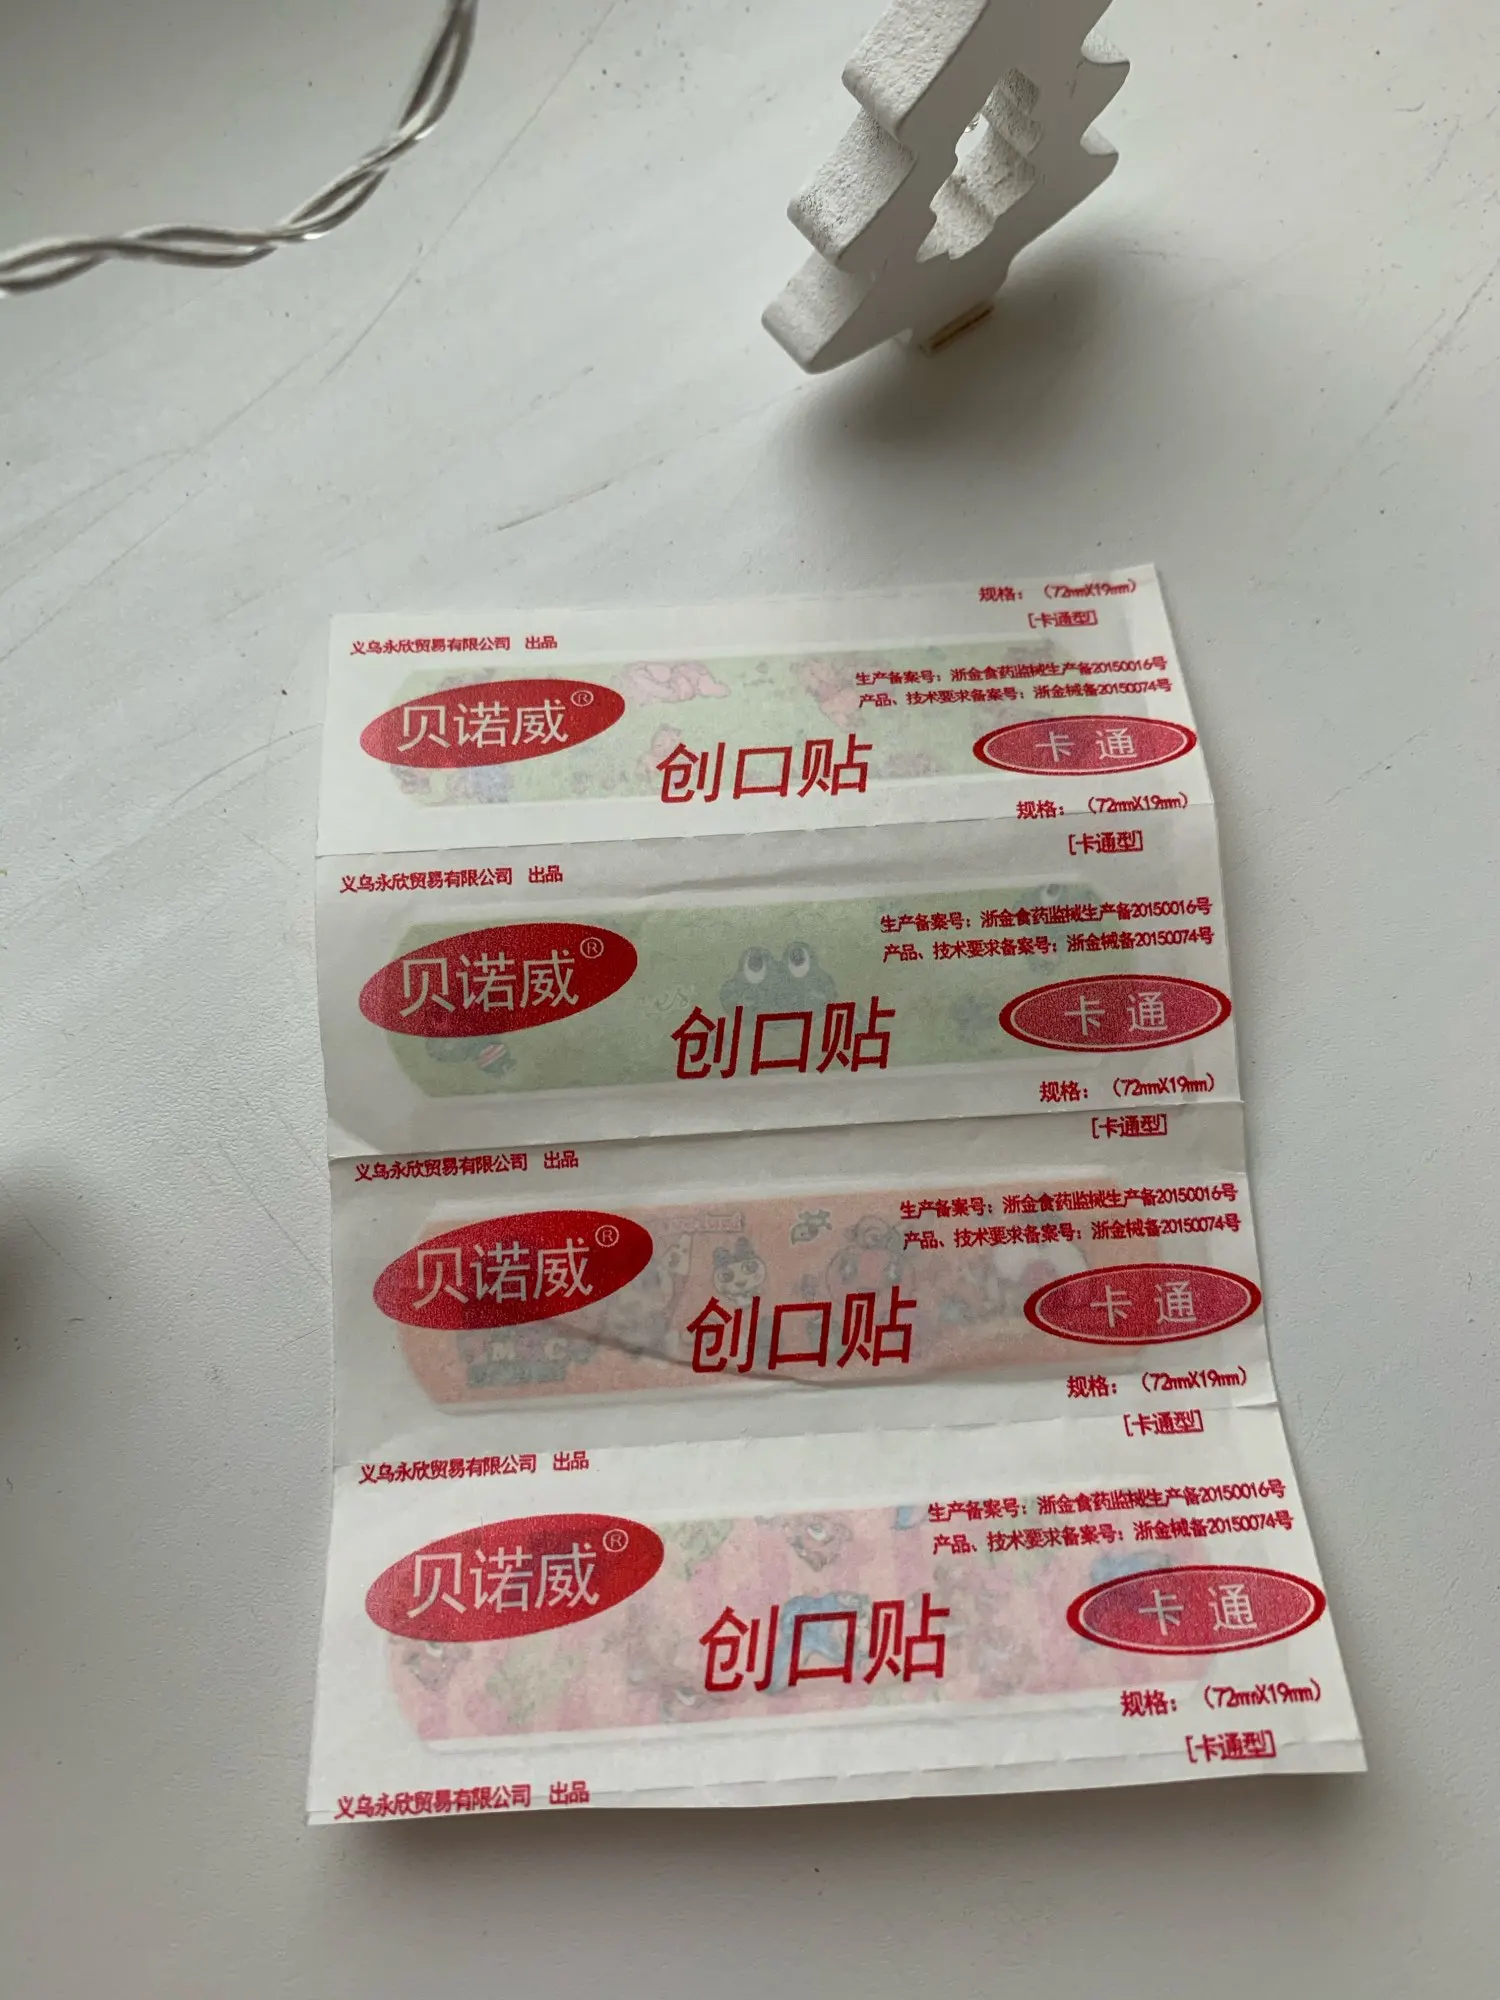 规格：（72mmX19mm）
[卡通型]
义乌永欣贸易有限公司 出品
生产备案号：浙金食药监械生产备20150016号
产品、技术要求备案号：浙金械备20150074号
贝诺威®
创口贴
卡通
规格：（72mmX19mm）
[卡通型]
义乌永欣贸易有限公司 出品
生产备案号：浙金食药监械生产备20150016号
产品、技术要求备案号：浙金械备20150074号
贝诺威®
创口贴
卡通
规格：（72mmX19mm）
[卡通型]
义乌永欣贸易有限公司 出品
生产备案号：浙金食药监械生产备20150016号
产品、技术要求备案号：浙金械备20150074号
贝诺威®
创口贴
卡通
规格：（72mmX19mm）
[卡通型]
义乌永欣贸易有限公司 出品
生产备案号：浙金食药监械生产备20150016号
产品、技术要求备案号：浙金械备20150074号
贝诺威®
创口贴
卡通
规格：（72mmX19mm）
[卡通型]
义乌永欣贸易有限公司 出品